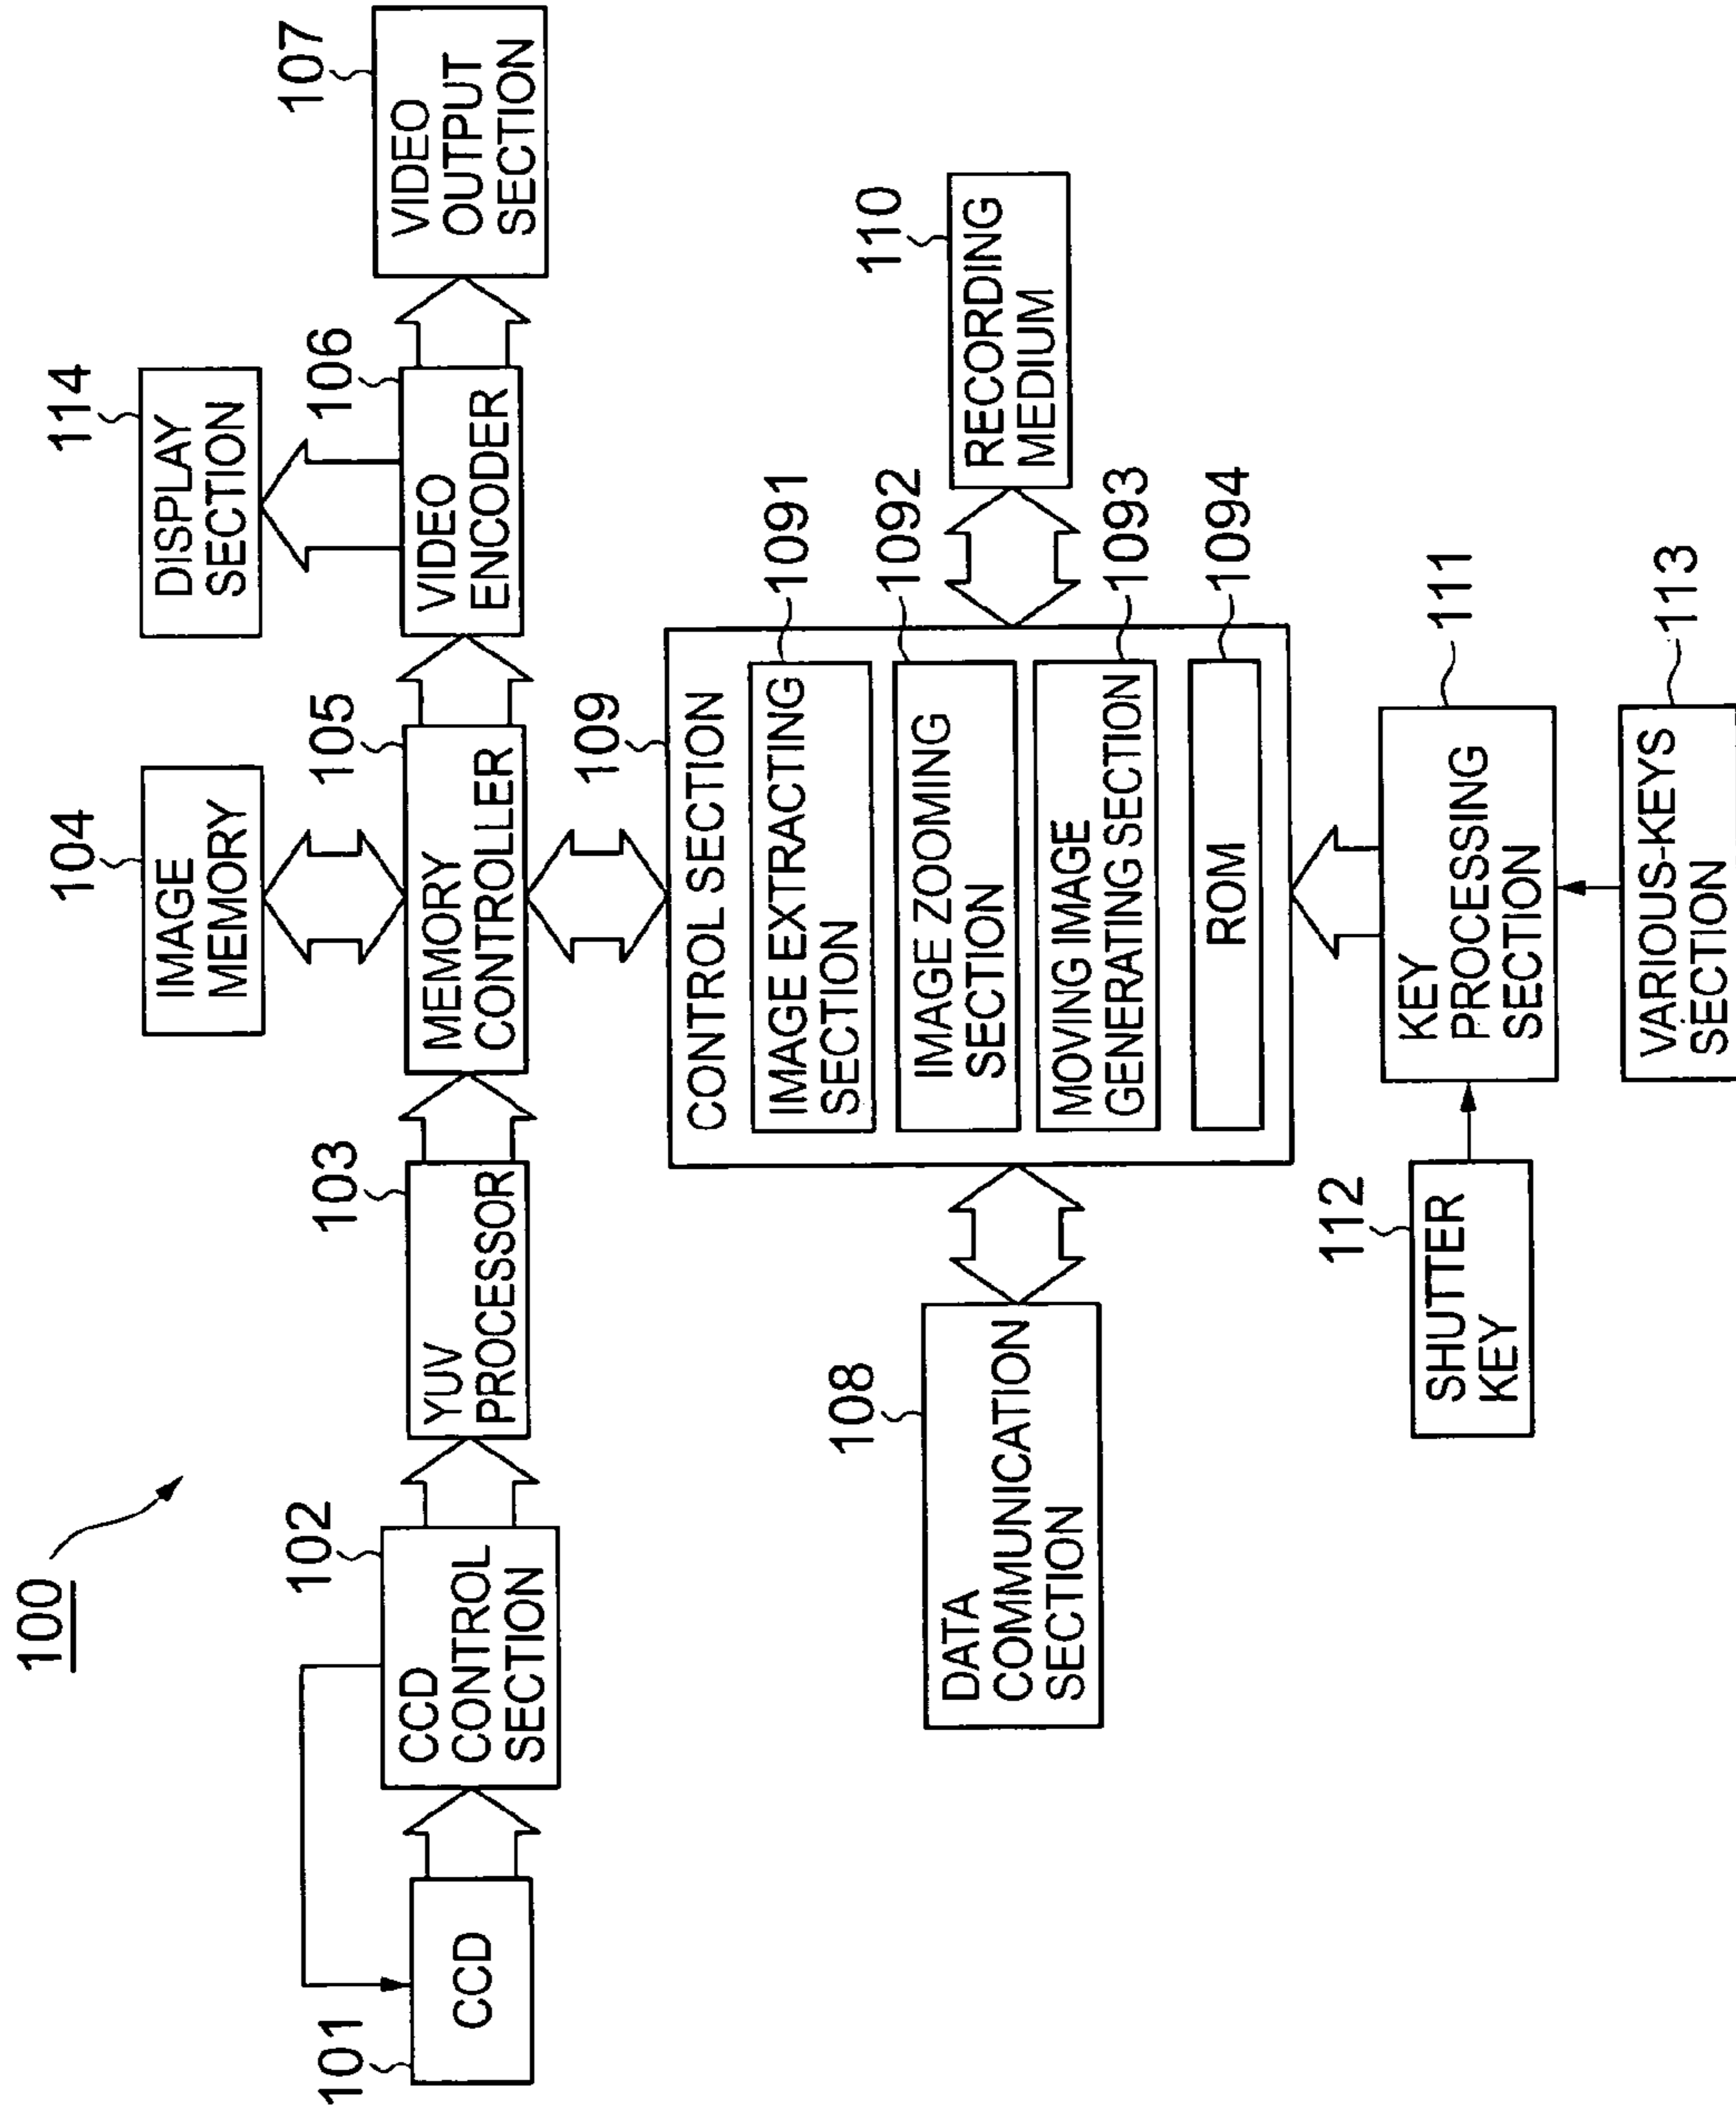 100
101
CCD
102
CCD
CONTROL
SECTION
103
YUV
PROCESSOR
104
IMAGE
MEMORY
105
MEMORY
CONTROLLER
114
DISPLAY
SECTION
106
VIDEO
ENCODER
107
VIDEO
OUTPUT
SECTION
108
DATA
COMMUNICATION
SECTION
109
CONTROL SECTION
IMAGE EXTRACTING
SECTION
1091
IMAGE ZOOMING
SECTION
1092
MOVING IMAGE
GENERATING SECTION
1093
ROM
1094
110
RECORDING
MEDIUM
112
SHUTTER
KEY
KEY
PROCESSING
SECTION
111
VARIOUS-KEYS
SECTION
113